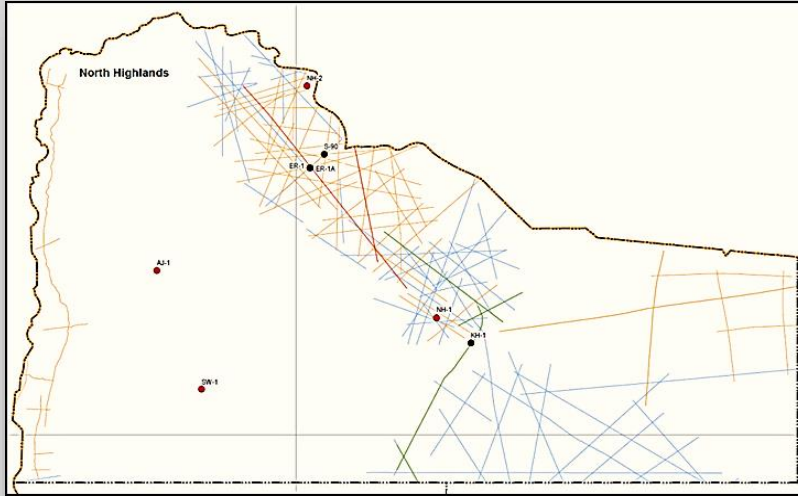 North Highlands
NH-2
S-90
ER-1
ER-1A
AJ-1
NH-1
KH-1
SW-1